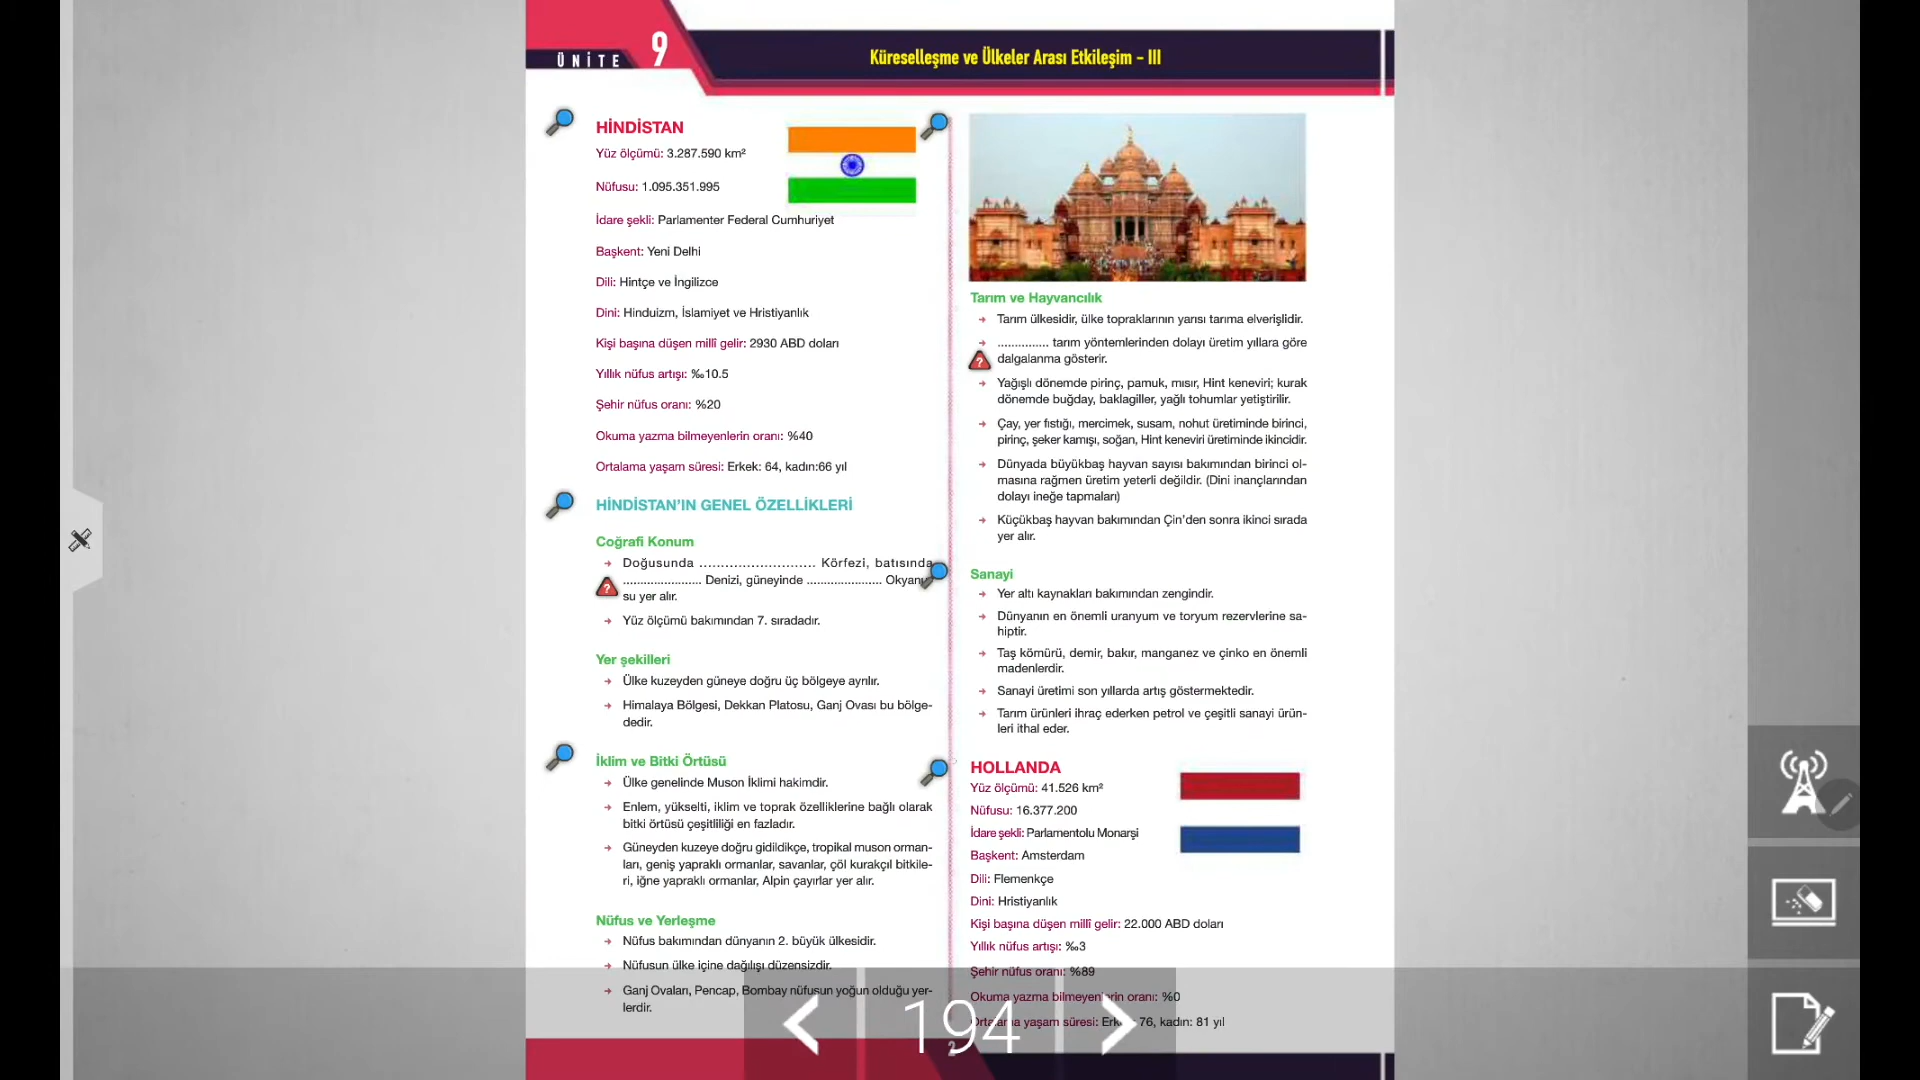 ÜNİTE 9
Küreselleşme ve Ülkeler Arası Etkileşim - III
HİNDİSTAN
Yüz ölçümü: 3.287.590 km²
Nüfusu: 1.095.351.995
İdare şekli: Parlamenter Federal Cumhuriyet
Başkent: Yeni Delhi
Dili: Hintçe ve İngilizce
Dini: Hinduizm, İslamiyet ve Hristiyanlık
Kişi başına düşen millî gelir: 2930 ABD doları
Yıllık nüfus artışı: ‰10.5
Şehir nüfus oranı: %20
Okuma yazma bilmeyenlerin oranı: %40
Ortalama yaşam süresi: Erkek: 64, kadın:66 yıl
HİNDİSTAN'IN GENEL ÖZELLİKLERİ
Coğrafi Konum
Doğusunda ........................... Körfezi, batısında
....................... Denizi, güneyinde ...................... Okyanu
su yer alır.
Yüz ölçümü bakımından 7. sıradadır.
Yer şekilleri
Ülke kuzeyden güneye doğru üç bölgeye ayrılır.
Himalaya Bölgesi, Dekkan Platosu, Ganj Ovası bu bölge-
dedir.
İklim ve Bitki Örtüsü
Ülke genelinde Muson İklimi hakimdir.
Enlem, yükselti, iklim ve toprak özelliklerine bağlı olarak
bitki örtüsü çeşitliliği en fazladır.
Güneyden kuzeye doğru gidildikçe, tropikal muson orman-
ları, geniş yapraklı ormanlar, savanlar, çöl kurakçıl bitkile-
ri, iğne yapraklı ormanlar, Alpin çayırlar yer alır.
Nüfus ve Yerleşme
Nüfus bakımından dünyanın 2. büyük ülkesidir.
Nüfusun ülke içine dağılışı düzensizdir.
Ganj Ovaları, Pencap, Bombay nüfusun yoğun olduğu yer-
lerdir.
Tarım ve Hayvancılık
Tarım ülkesidir, ülke topraklarının yarısı tarıma elverişlidir.
............... tarım yöntemlerinden dolayı üretim yıllara göre
dalgalanma gösterir.
Yağışlı dönemde pirinç, pamuk, mısır, Hint keneviri; kurak
dönemde buğday, baklagiller, yağlı tohumlar yetiştirilir.
Çay, yer fıstığı, mercimek, susam, nohut üretiminde birinci,
pirinç, şeker kamışı, soğan, Hint keneviri üretiminde ikincidir.
Dünyada büyükbaş hayvan sayısı bakımından birinci ol-
masına rağmen üretim yeterli değildir. (Dini inançlarından
dolayı ineğe tapmaları)
Küçükbaş hayvan bakımından Çin'den sonra ikinci sırada
yer alır.
Sanayi
Yer altı kaynakları bakımından zengindir.
Dünyanın en önemli uranyum ve toryum rezervlerine sa-
hiptir.
Taş kömürü, demir, bakır, manganez ve çinko en önemli
madenlerdir.
Sanayi üretimi son yıllarda artış göstermektedir.
Tarım ürünleri ihraç ederken petrol ve çeşitli sanayi ürün-
leri ithal eder.
HOLLANDA
Yüz ölçümü: 41.526 km²
Nüfusu: 16.377.200
İdare şekli: Parlamentolu Monarşi
Başkent: Amsterdam
Dili: Flemenkçe
Dini: Hristiyanlık
Kişi başına düşen millî gelir: 22.000 ABD doları
Yıllık nüfus artışı: ‰3
Şehir nüfus oranı: %89
Okuma yazma bilmeyenlerin oranı: %0
Ortalama yaşam süresi: Erkek: 76, kadın: 81 yıl
194